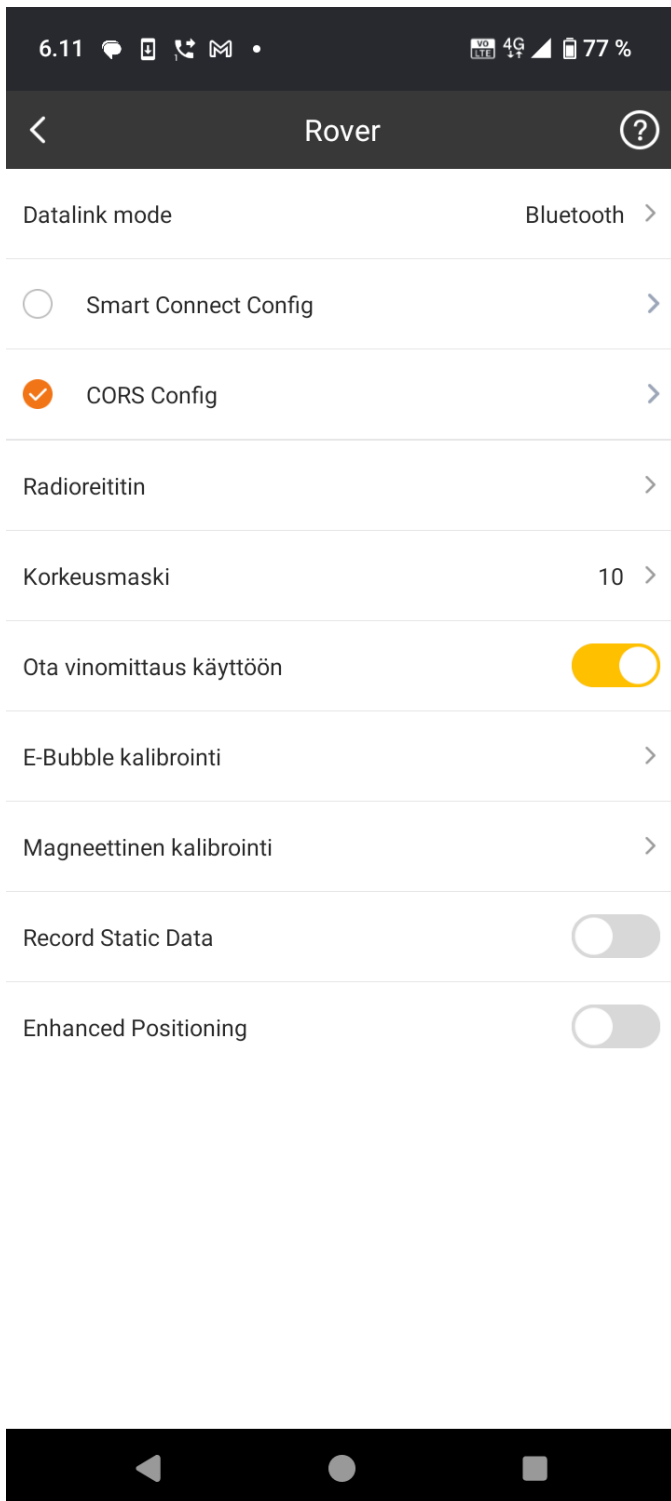 6.11 77 %
Rover
Datalink mode Bluetooth
Smart Connect Config
CORS Config
Radioreititin
Korkeusmaski 10
Ota vinomittaus käyttöön
E-Bubble kalibrointi
Magneettinen kalibrointi
Record Static Data
Enhanced Positioning